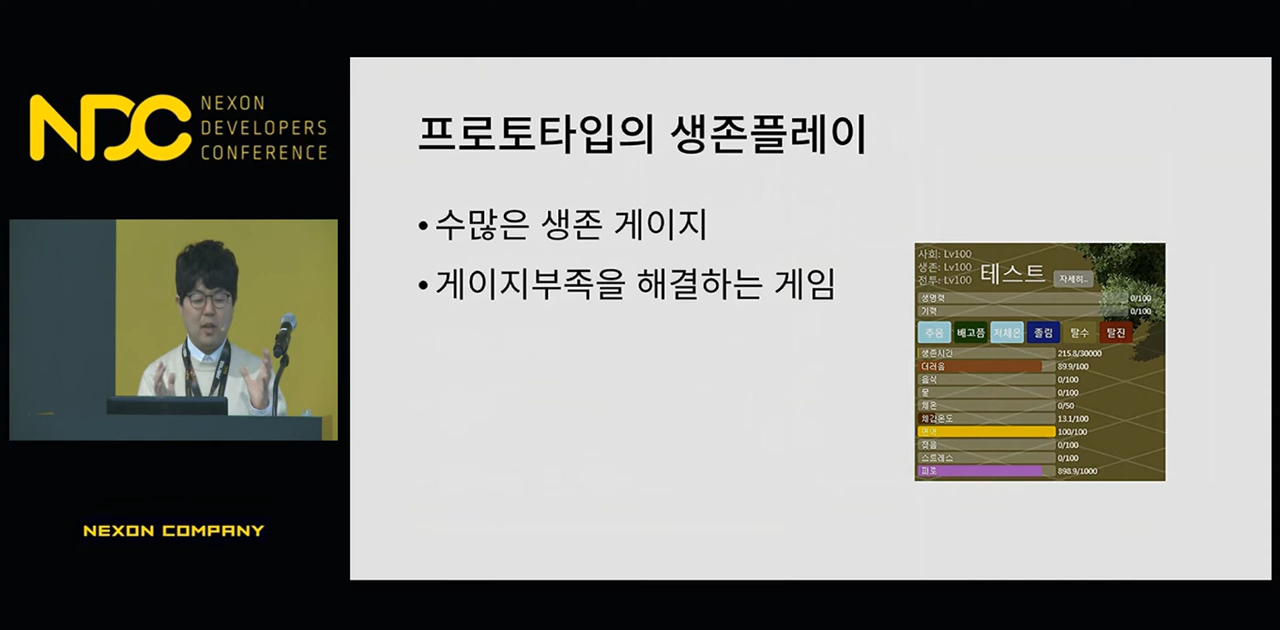 NDC NEXON
DEVELOPERS
CONFERENCE
NEXON COMPANY
프로토타입의 생존플레이
• 수많은 생존 게이지
• 게이지부족을 해결하는 게임
사회: Lv100
생존: Lv100
전투: Lv100
테스트
자세히..
생명력 0/100
기력 0/100
추움 배고픔 저체온 졸림 탈수 탈진
생존시간 215.8/30000
더러움 89.9/100
음식 0/100
물 0/100
체온 0/50
체감온도 13.1/100
면역 100/100
젖음 0/100
스트레스 0/100
피로 898.9/1000